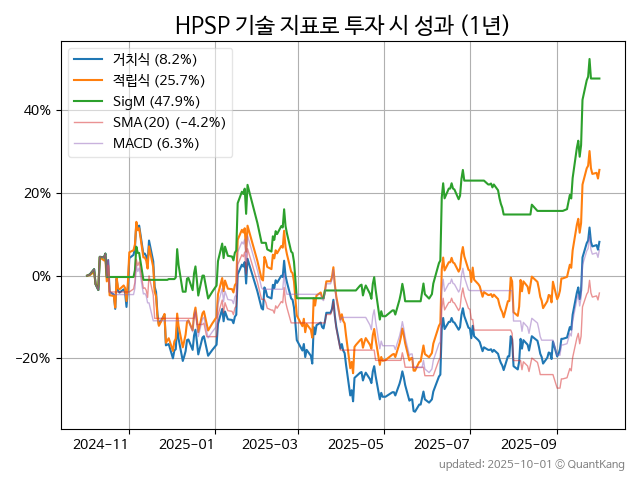 HPSP 기술 지표로 투자 시 성과 (1년)
거치식 (8.2%)
적립식 (25.7%)
SigM (47.9%)
SMA(20) (-4.2%)
MACD (6.3%)
40%
20%
0%
−20%
2024-11 2025-01 2025-03 2025-05 2025-07 2025-09
updated: 2025-10-01 © QuantKang